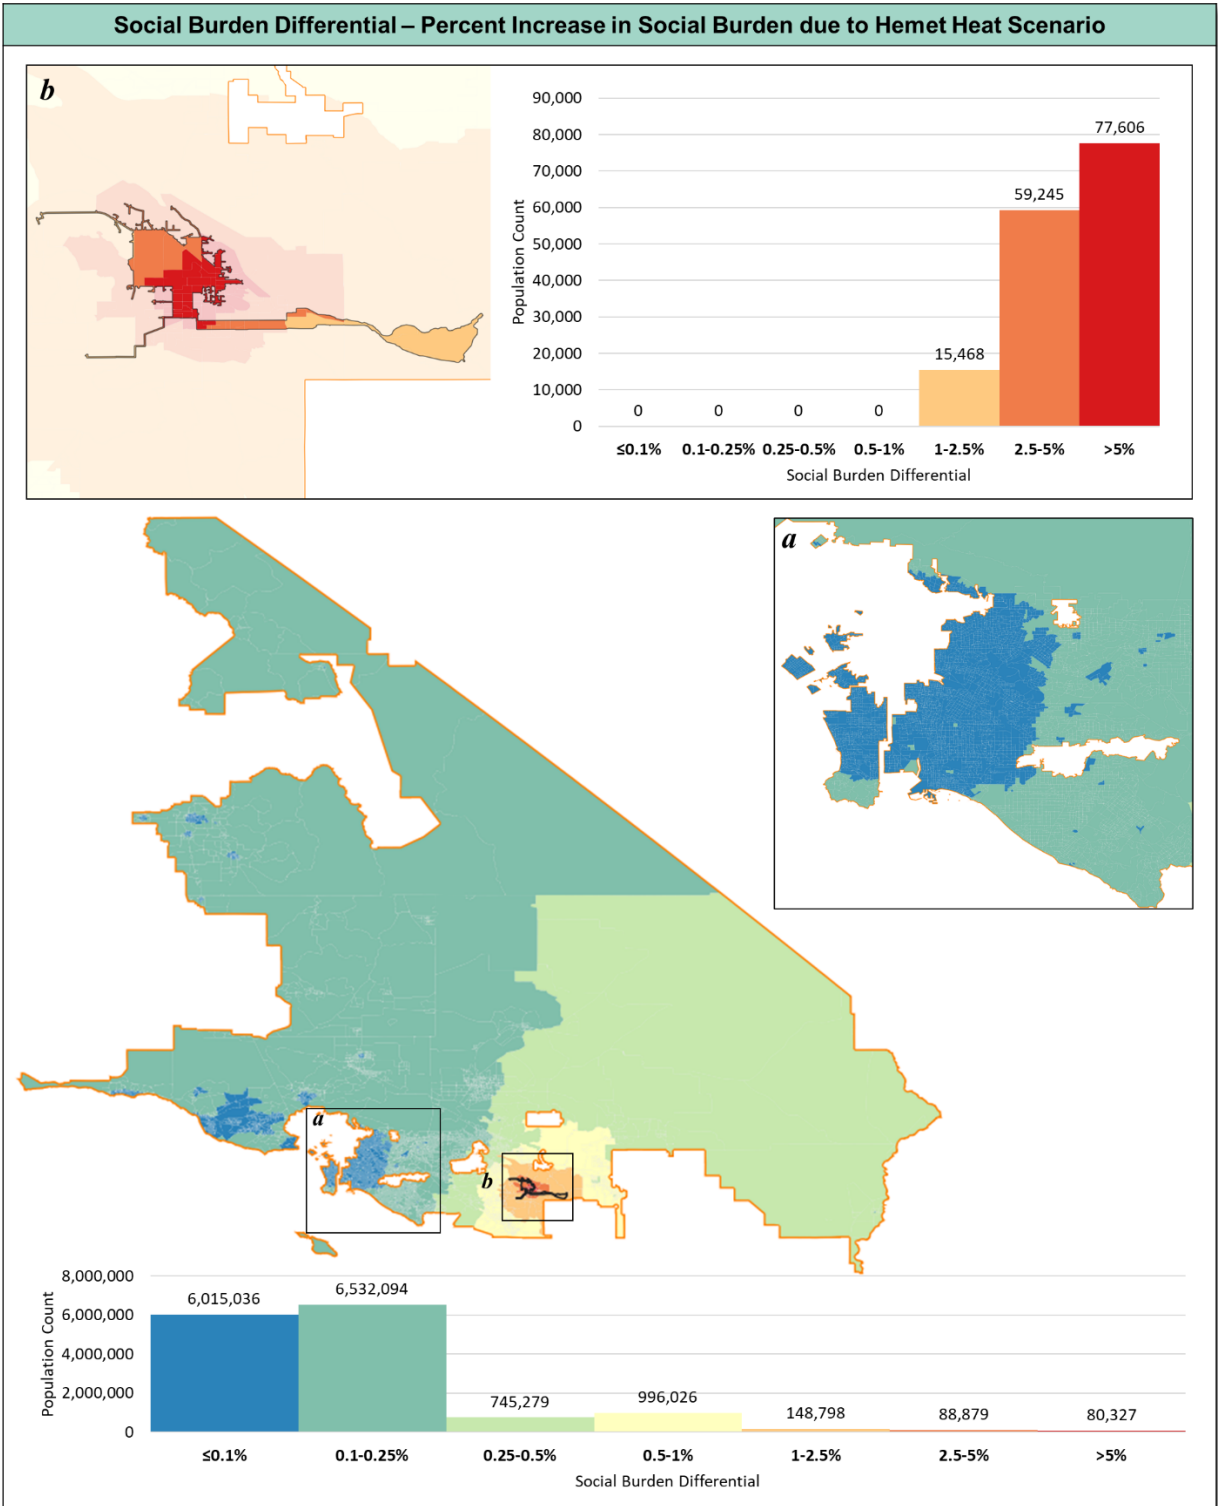 Social Burden Differential – Percent Increase in Social Burden due to Hemet Heat Scenario
b
90,000
80,000
70,000
60,000
50,000
40,000
30,000
20,000
10,000
0
Population Count
0
0
0
0
15,468
59,245
77,606
≤0.1% 0.1-0.25% 0.25-0.5% 0.5-1% 1-2.5% 2.5-5% >5%
Social Burden Differential
a
a
b
8,000,000
6,000,000
4,000,000
2,000,000
0
Population Count
6,015,036
6,532,094
745,279
996,026
148,798
88,879
80,327
≤0.1% 0.1-0.25% 0.25-0.5% 0.5-1% 1-2.5% 2.5-5% >5%
Social Burden Differential